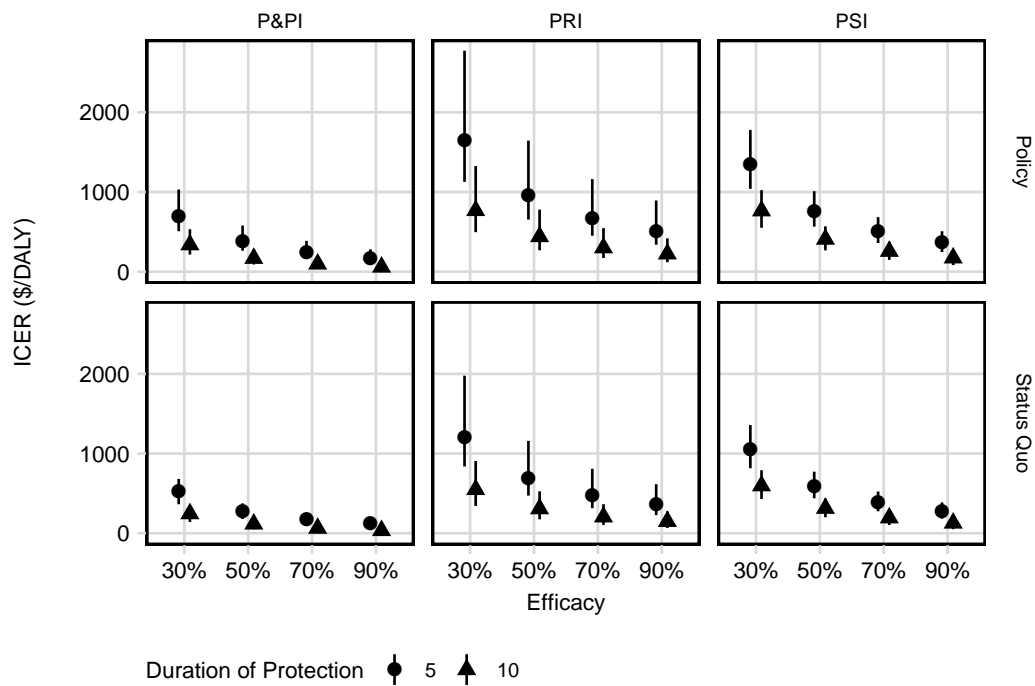 P&PI PRI PSI
2000
1000
0
Policy
2000
1000
0
Status Quo
ICER ($/DALY)
30% 50% 70% 90% 30% 50% 70% 90% 30% 50% 70% 90%
Efficacy
Duration of Protection 5 10